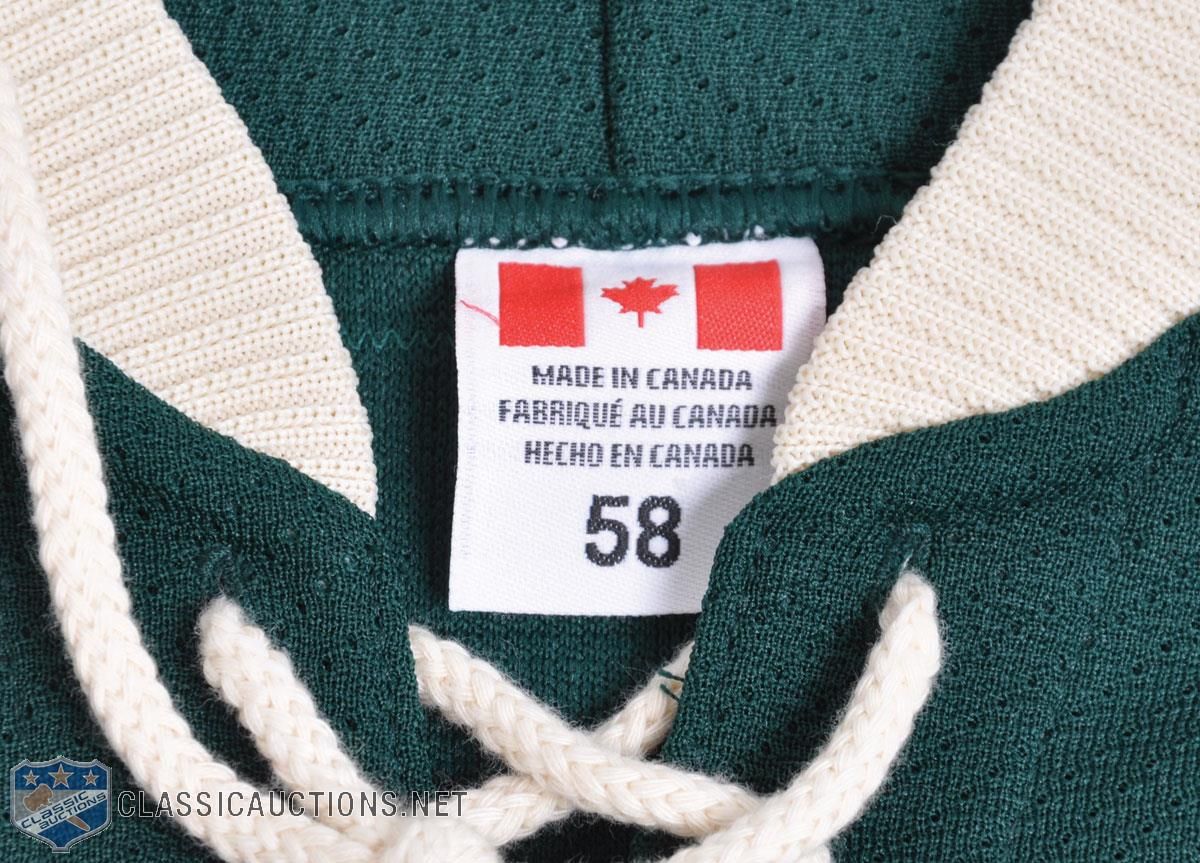 MADE IN CANADA
FABRIQUÉ AU CANADA
HECHO EN CANADA
58
CLASSIC
AUCTIONS
CLASSICAUCTIONS.NET